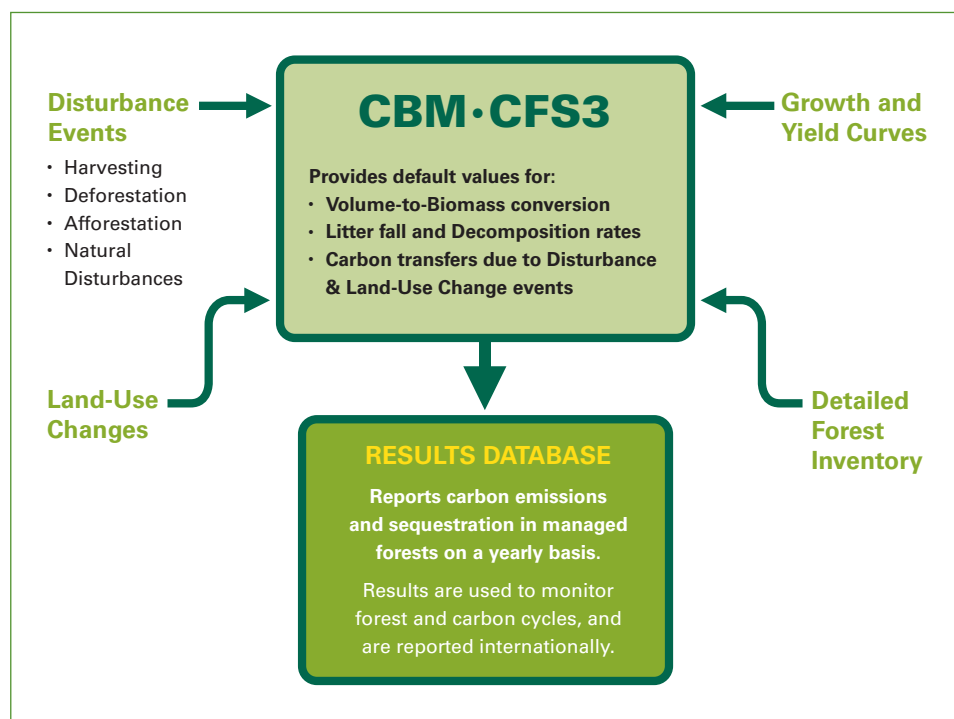 Disturbance
Events
· Harvesting
· Deforestation
· Afforestation
· Natural
Disturbances
Land-Use
Changes
CBM·CFS3
Provides default values for:
· Volume-to-Biomass conversion
· Litter fall and Decomposition rates
· Carbon transfers due to Disturbance
& Land-Use Change events
Growth and
Yield Curves
Detailed
Forest
Inventory
RESULTS DATABASE
Reports carbon emissions
and sequestration in managed
forests on a yearly basis.
Results are used to monitor
forest and carbon cycles, and
are reported internationally.